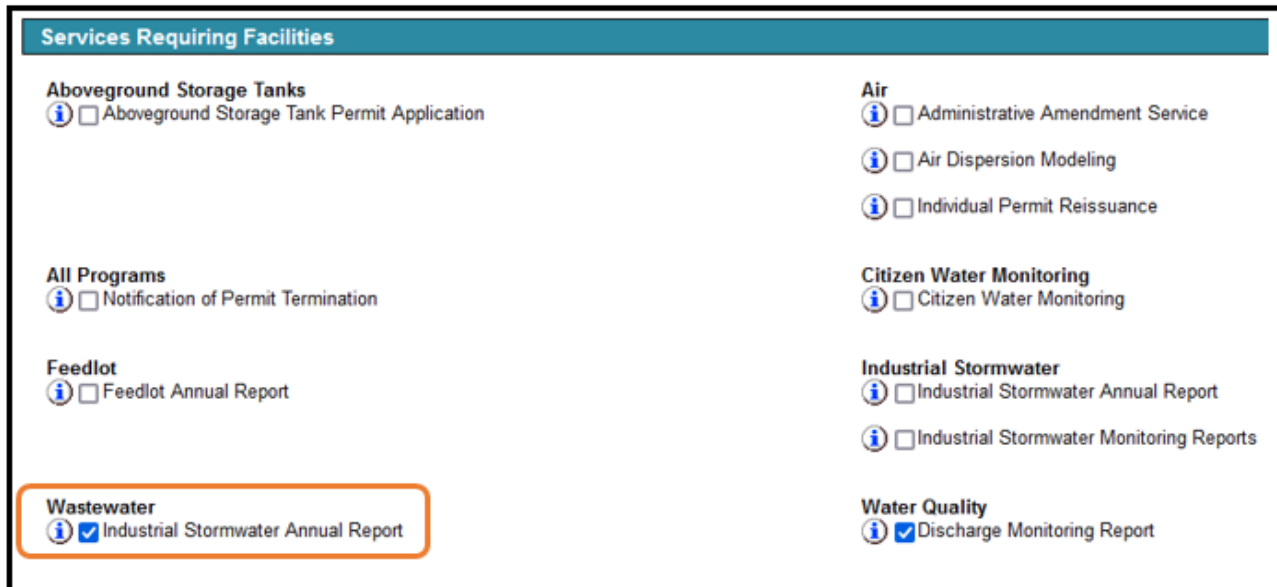 Services Requiring Facilities
Aboveground Storage Tanks
Aboveground Storage Tank Permit Application
Air
Administrative Amendment Service
Air Dispersion Modeling
Individual Permit Reissuance
All Programs
Notification of Permit Termination
Citizen Water Monitoring
Citizen Water Monitoring
Feedlot
Feedlot Annual Report
Industrial Stormwater
Industrial Stormwater Annual Report
Industrial Stormwater Monitoring Reports
Wastewater
Industrial Stormwater Annual Report
Water Quality
Discharge Monitoring Report